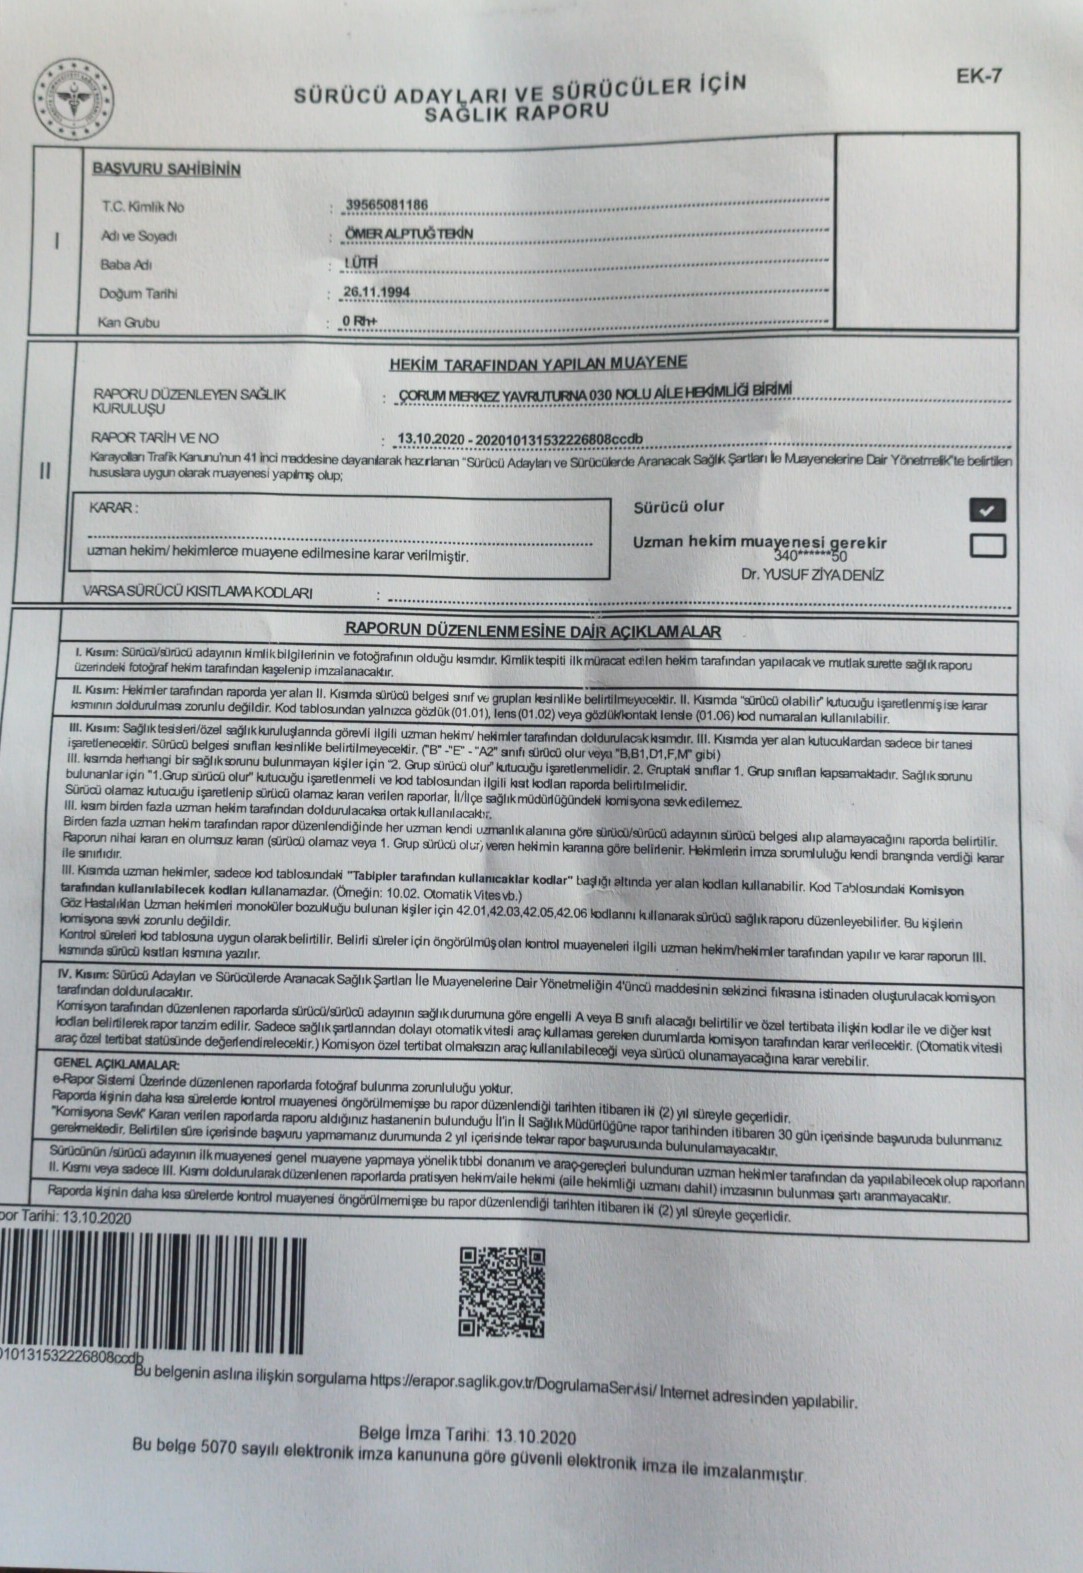 EK-7
SÜRÜCÜ ADAYLARI VE SÜRÜCÜLER İÇİN
SAĞLIK RAPORU
I
BAŞVURU SAHİBİNİN
T.C. Kimlik No : 39565081186
Adı ve Soyadı : ÖMER ALPTUĞ TEKİN
Baba Adı : LÜTFİ
Doğum Tarihi : 26.11.1994
Kan Grubu : 0 Rh+
II
HEKİM TARAFINDAN YAPILAN MUAYENE
RAPORU DÜZENLEYEN SAĞLIK
KURULUŞU : ÇORUM MERKEZ YAVRUTURNA 030 NOLU AİLE HEKİMLİĞİ BİRİMİ
RAPOR TARİH VE NO : 13.10.2020 - 202010131532226808ccdb
Karayolları Trafik Kanunu'nun 41 inci maddesine dayanılarak hazırlanan "Sürücü Adayları ve Sürücülerde Aranacak Sağlık Şartları İle Muayenelerine Dair Yönetmelik"te belirtilen
hususlara uygun olarak muayenesi yapılmış olup;
KARAR :
uzman hekim/ hekimlerce muayene edilmesine karar verilmiştir.
Sürücü olur
Uzman hekim muayenesi gerekir
340******50
Dr. YUSUF ZİYA DENİZ
VARSA SÜRÜCÜ KISITLAMA KODLARI :
RAPORUN DÜZENLENMESİNE DAİR AÇIKLAMALAR
I. Kısım: Sürücü/sürücü adayının kimlik bilgilerinin ve fotoğrafının olduğu kısımdır. Kimlik tespiti ilk müracat edilen hekim tarafından yapılacak ve mutlak surette sağlık raporu
üzerindeki fotoğraf hekim tarafından kaşelenip imzalanacaktır.
II. Kısım: Hekimler tarafından raporda yer alan II. Kısımda sürücü belgesi sınıf ve grupları kesinlikle belirtilmeyecektir. II. Kısımda "sürücü olabilir" kutucuğu işaretlenmiş ise karar
kısmının doldurulması zorunlu değildir. Kod tablosundan yalnızca gözlük (01.01), lens (01.02) veya gözlük/kontakt lensle (01.06) kod numaraları kullanılabilir.
III. Kısım: Sağlık tesisleri/özel sağlık kuruluşlarında görevli ilgili uzman hekim/ hekimler tarafından doldurulacak kısımdır. III. Kısımda yer alan kutucuklardan sadece bir tanesi
işaretlenecektir. Sürücü belgesi sınıfları kesinlikle belirtilmeyecektir. ("B" -"E" - "A2" sınıfı sürücü olur veya "B,B1,D1,F,M" gibi)
III. kısmda herhangi bir sağlık sorunu bulunmayan kişiler için "2. Grup sürücü olur" kutucuğu işaretlenmelidir. 2. Gruptaki sınıflar 1. Grup sınıfları kapsamaktadır. Sağlık sorunu
bulunanlar için "1.Grup sürücü olur" kutucuğu işaretlenmeli ve kod tablosundan ilgili kısıt kodları raporda belirtilmelidir.
Sürücü olamaz kutucuğu işaretlenip sürücü olamaz kararı verilen raporlar, İl/İlçe sağlık müdürlüğündeki komisyona sevk edilemez.
III. kısım birden fazla uzman hekim tarafından doldurulacaksa ortak kullanılacaktır.
Birden fazla uzman hekim tarafından rapor düzenlendiğinde her uzman kendi uzmanlık alanına göre sürücü/sürücü adayının sürücü belgesi alıp alamayacağını raporda belirtilir.
Raporun nihai kararı en olumsuz kararı (sürücü olamaz veya 1. Grup sürücü olur) veren hekimin kararına göre belirlenir. Hekimlerin imza sorumluluğu kendi branşında verdiği karar
ile sınırlıdır.
III. Kısımda uzman hekimler, sadece kod tablosundaki "Tabipler tarafından kullanıcaklar kodlar" başlığı altında yer alan kodları kullanabilir. Kod Tablosundaki Komisyon
tarafından kullanılabilecek kodları kullanamazlar. (Örneğin: 10.02. Otomatik Vites vb.)
Göz Hastalıkları Uzman hekimleri monoküler bozukluğu bulunan kişiler için 42.01,42.03,42.05,42.06 kodlarını kullanarak sürücü sağlık raporu düzenleyebilirler. Bu kişilerin
komisyona sevki zorunlu değildir.
Kontrol süreleri kod tablosuna uygun olarak belirtilir. Belirli süreler için öngörülmüş olan kontrol muayeneleri ilgili uzman hekim/hekimler tarafından yapılır ve karar raporun III.
kısmında sürücü kısıtları kısmına yazılır.
IV. Kısım: Sürücü Adayları ve Sürücülerde Aranacak Sağlık Şartları İle Muayenelerine Dair Yönetmeliğin 4'üncü maddesinin sekizinci fıkrasına istinaden oluşturulacak komisyon
tarafından doldurulacaktır.
Komisyon tarafından düzenlenen raporlarda sürücü/sürücü adayının sağlık durumuna göre engelli A veya B sınıfı alacağı belirtilir ve özel tertibata ilişkin kodlar ile ve diğer kısıt
kodları belirtilerek rapor tanzim edilir. Sadece sağlık şartlarından dolayı otomatik vitesli araç kullaması gereken durumlarda komisyon tarafından karar verilecektir. (Otomatik vitesli
araç özel tertibat statüsünde değerlendirelecektir.) Komisyon özel tertibat olmaksızın araç kullanılabileceği veya sürücü olunamayacağına karar verebilir.
GENEL AÇIKLAMALAR:
e-Rapor Sistemi Üzerinde düzenlenen raporlarda fotoğraf bulunma zorunluluğu yoktur.
Raporda kişinin daha kısa sürelerde kontrol muayenesi öngörülmemişse bu rapor düzenlendiği tarihten itibaren iki (2) yıl süreyle geçerlidir.
"Komisyona Sevk" Kararı verilen raporlarda raporu aldığınız hastanenin bulunduğu İl'in İl Sağlık Müdürlüğüne rapor tarihinden itibaren 30 gün içerisinde başvuruda bulunmanız
gerekmektedir. Belirtilen süre içerisinde başvuru yapmamanız durumunda 2 yıl içerisinde tekrar rapor başvurusunda bulunulamayacaktır.
Sürücünün /sürücü adayının ilk muayenesi genel muayene yapmaya yönelik tıbbi donanım ve araç-gereçleri bulunduran uzman hekimler tarafından da yapılabilecek olup raporların
II. Kısmı veya sadece III. Kısmı doldurularak düzenlenen raporlarda pratisyen hekim/aile hekimi (aile hekimliği uzmanı dahil) imzasının bulunması şartı aranmayacaktır.
Raporda kişinin daha kısa sürelerde kontrol muayenesi öngörülmemişse bu rapor düzenlendiği tarihten itibaren iki (2) yıl süreyle geçerlidir.
por Tarihi: 13.10.2020
010131532226808ccdb
Bu belgenin aslına ilişkin sorgulama https://erapor.saglik.gov.tr/DogrulamaServisi/ Internet adresinden yapılabilir.
Belge İmza Tarihi: 13.10.2020
Bu belge 5070 sayılı elektronik imza kanununa göre güvenli elektronik imza ile imzalanmıştır.